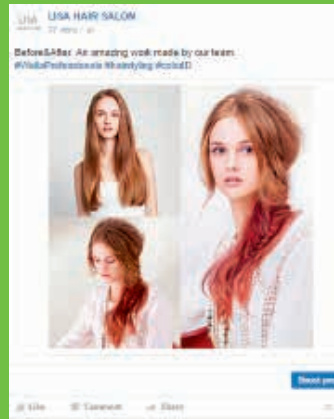 LISA HAIR SALON
Before&After. An amazing work made by our team.
#WellaProfessionals #hairstyling #colorID
Like Comment Share